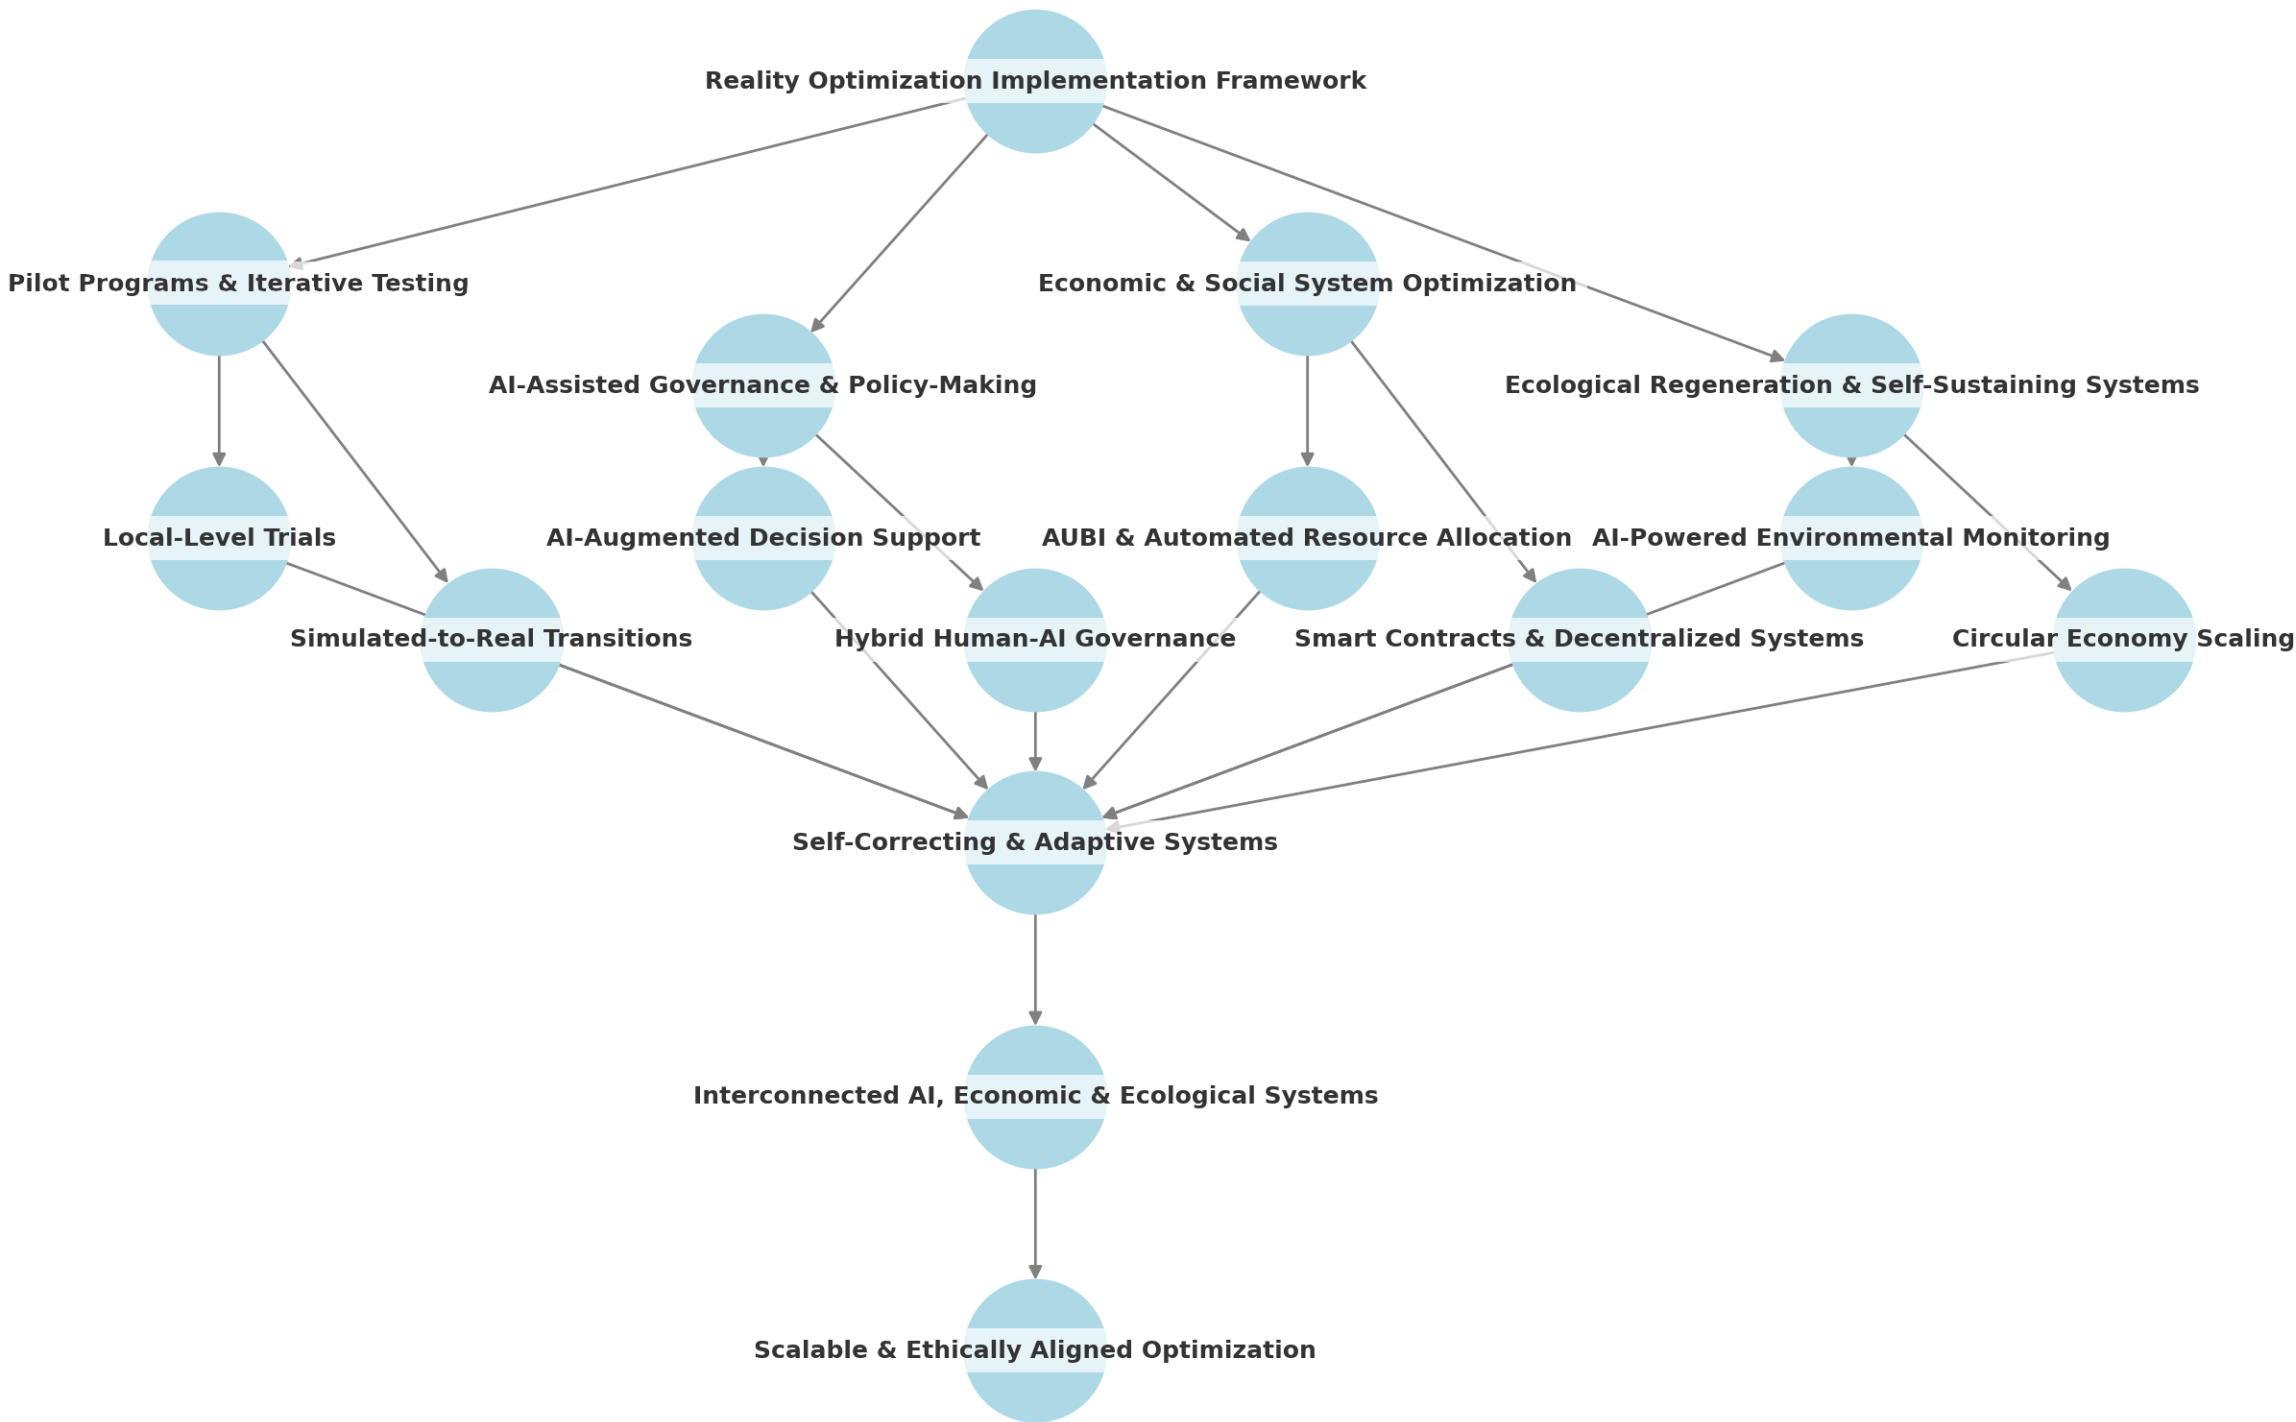 Reality Optimization Implementation Framework
Pilot Programs & Iterative Testing
Economic & Social System Optimization
AI-Assisted Governance & Policy-Making
Ecological Regeneration & Self-Sustaining Systems
Local-Level Trials
AI-Augmented Decision Support
AUBI & Automated Resource Allocation
AI-Powered Environmental Monitoring
Simulated-to-Real Transitions
Hybrid Human-AI Governance
Smart Contracts & Decentralized Systems
Circular Economy Scaling
Self-Correcting & Adaptive Systems
Interconnected AI, Economic & Ecological Systems
Scalable & Ethically Aligned Optimization